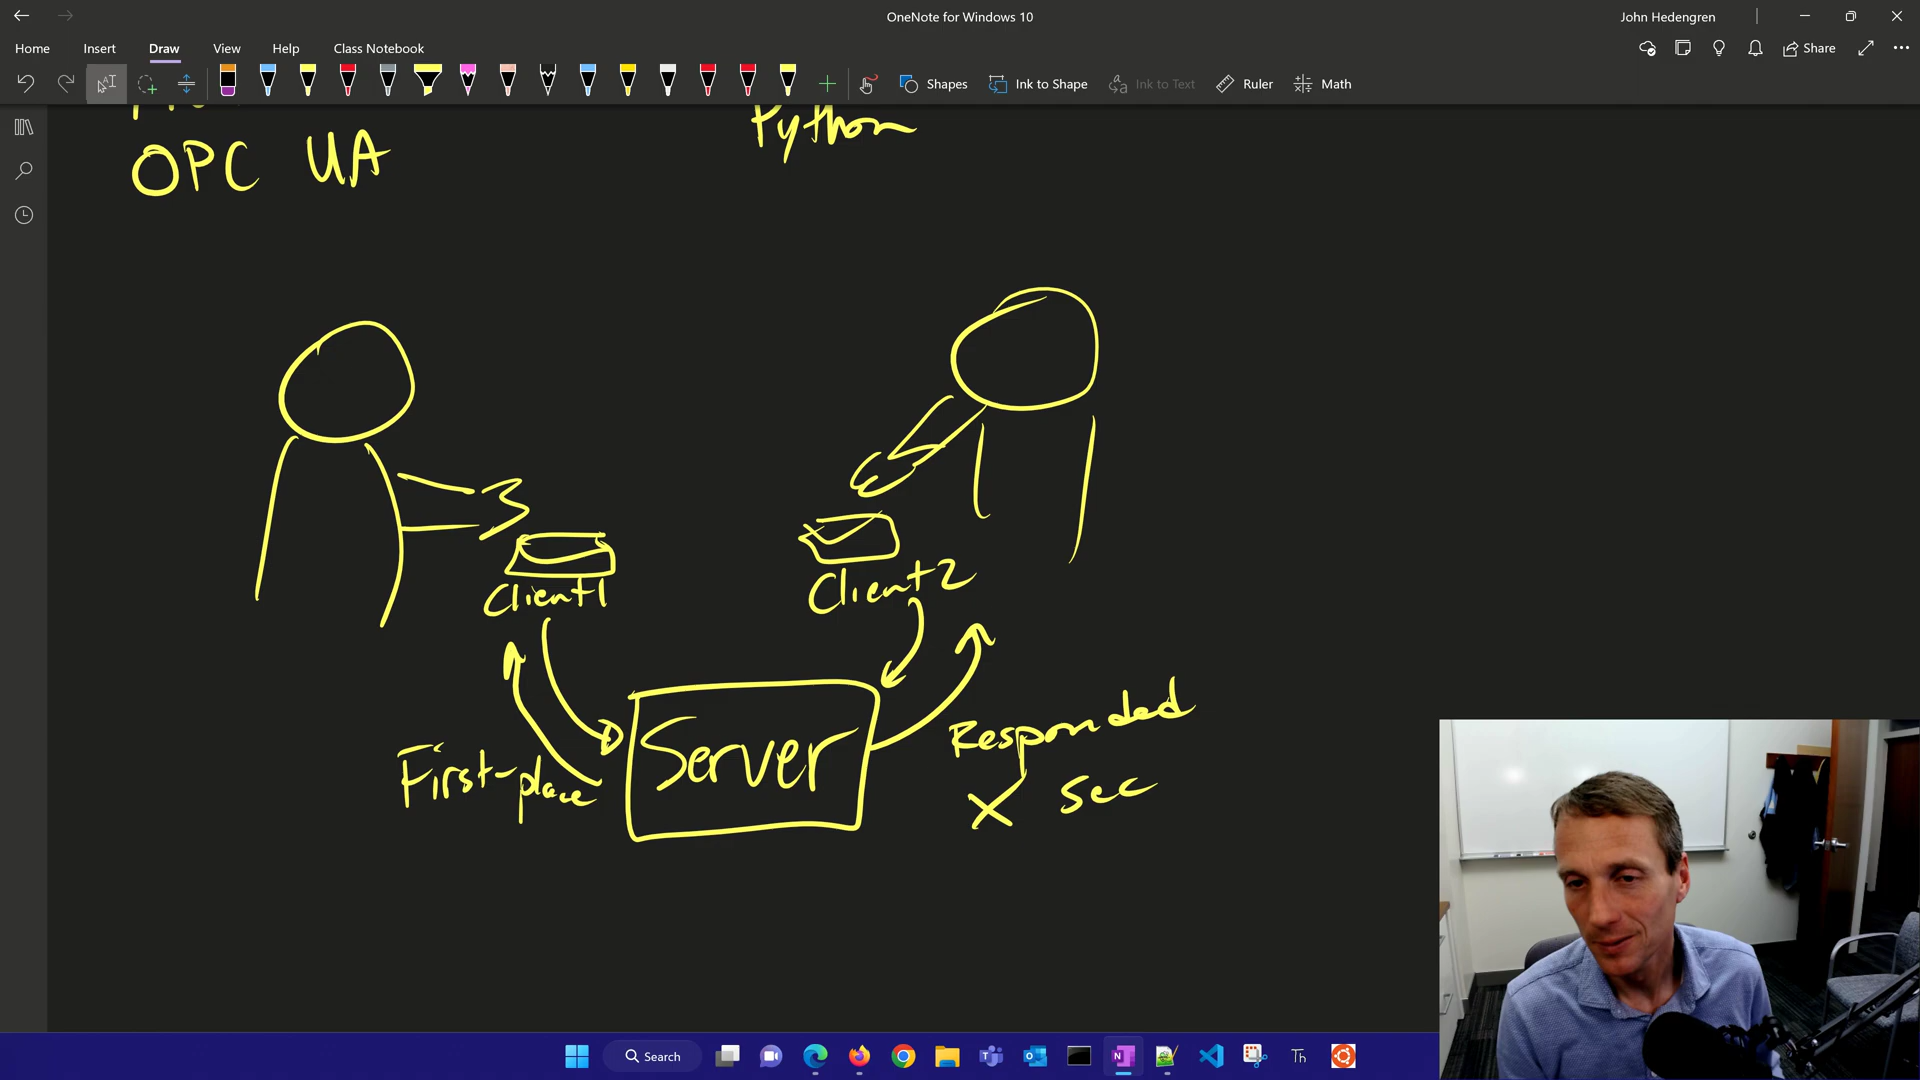 OneNote for Windows 10
John Hedengren
Home
Insert
Draw
View
Help
Class Notebook
Share
Shapes
Ink to Shape
Ink to Text
Ruler
Math
Python
OPC UA
Client1
Client2
Server
First-place
Responded
X sec
Search
Th